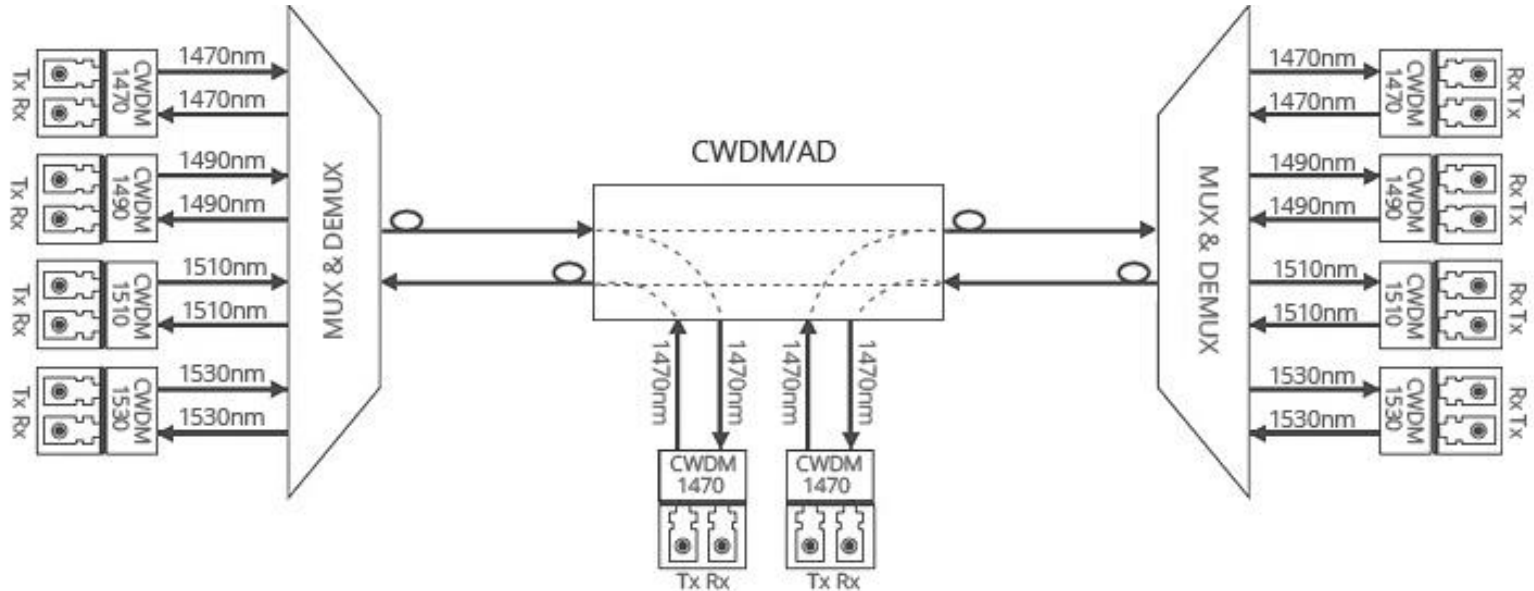 CWDM/AD
Tx Rx
CWDM
1470
1470nm
1470nm
Tx Rx
CWDM
1490
1490nm
1490nm
Tx Rx
CWDM
1510
1510nm
1510nm
Tx Rx
CWDM
1530
1530nm
1530nm
MUX & DEMUX
1470nm
1470nm
1470nm
1470nm
CWDM
1470
Tx Rx
CWDM
1470
Tx Rx
MUX & DEMUX
1470nm
1470nm
CWDM
1470
Rx Tx
1490nm
1490nm
CWDM
1490
Rx Tx
1510nm
1510nm
CWDM
1510
Rx Tx
1530nm
1530nm
CWDM
1530
Rx Tx